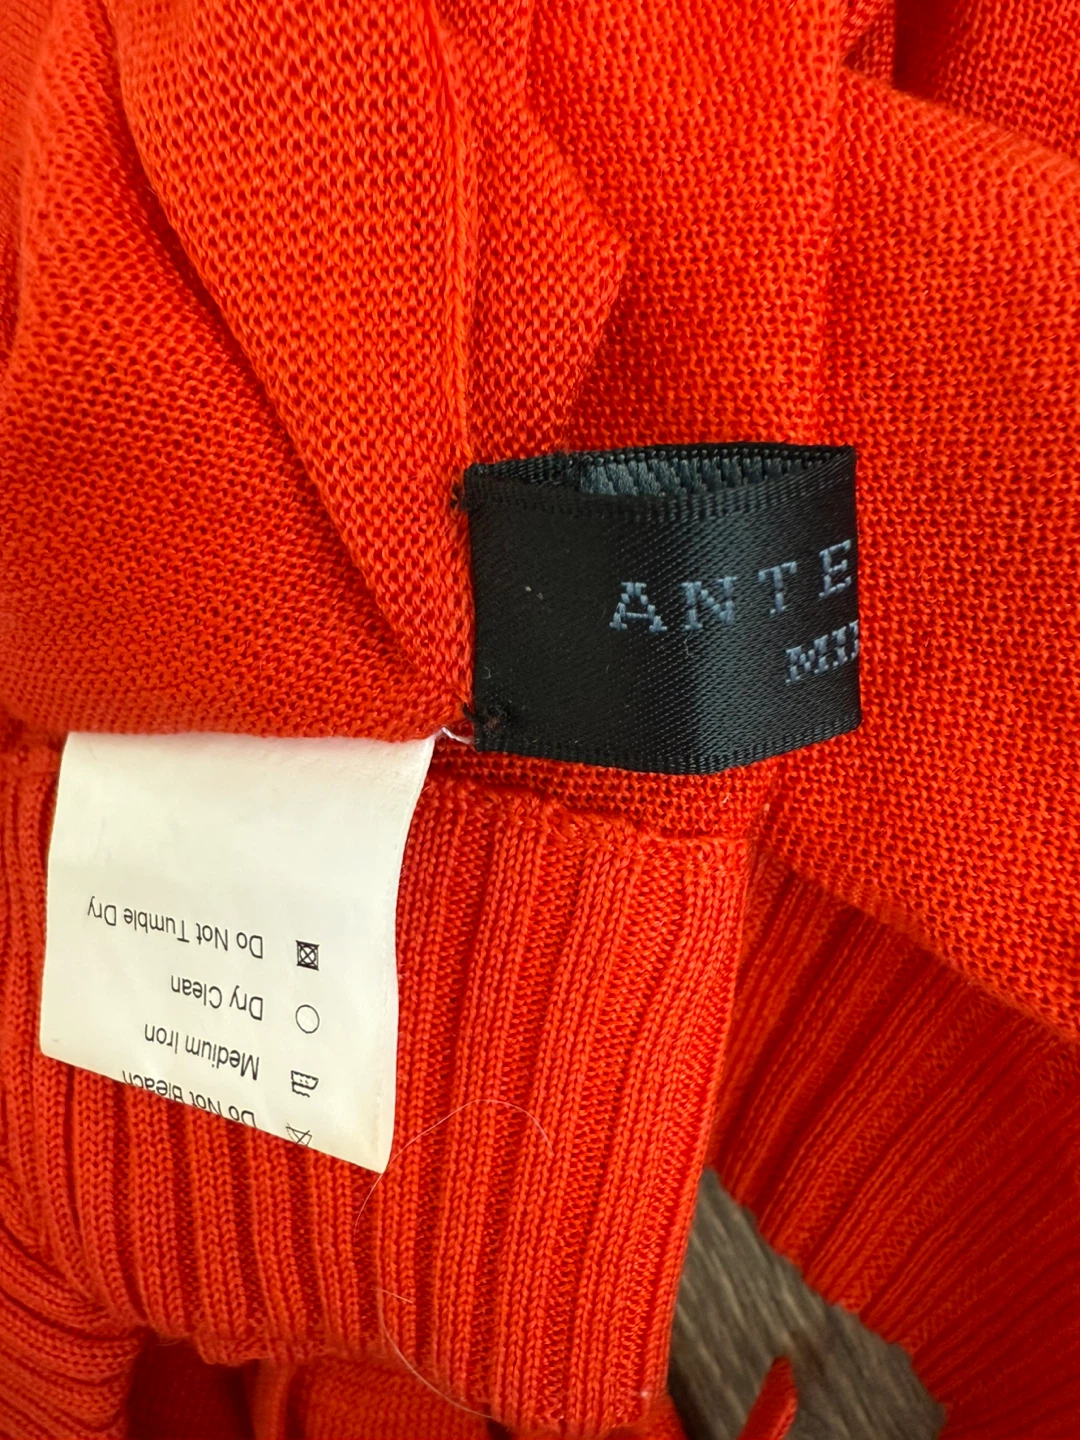 ANTE
MI
Do Not Bleach
Medium Iron
Dry Clean
Do Not Tumble Dry